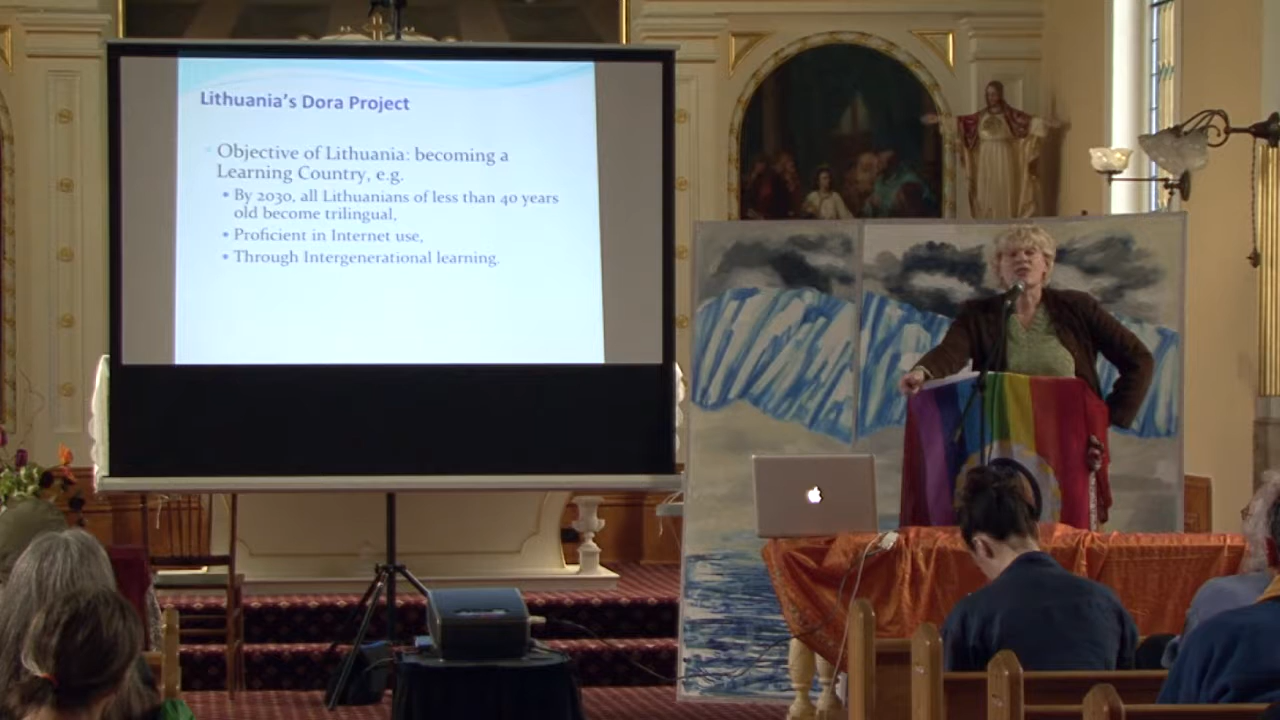 Lithuania's Dora Project
Objective of Lithuania: becoming a
Learning Country, e.g.
• By 2030, all Lithuanians of less than 40 years
old become trilingual,
• Proficient in Internet use,
• Through Intergenerational learning.